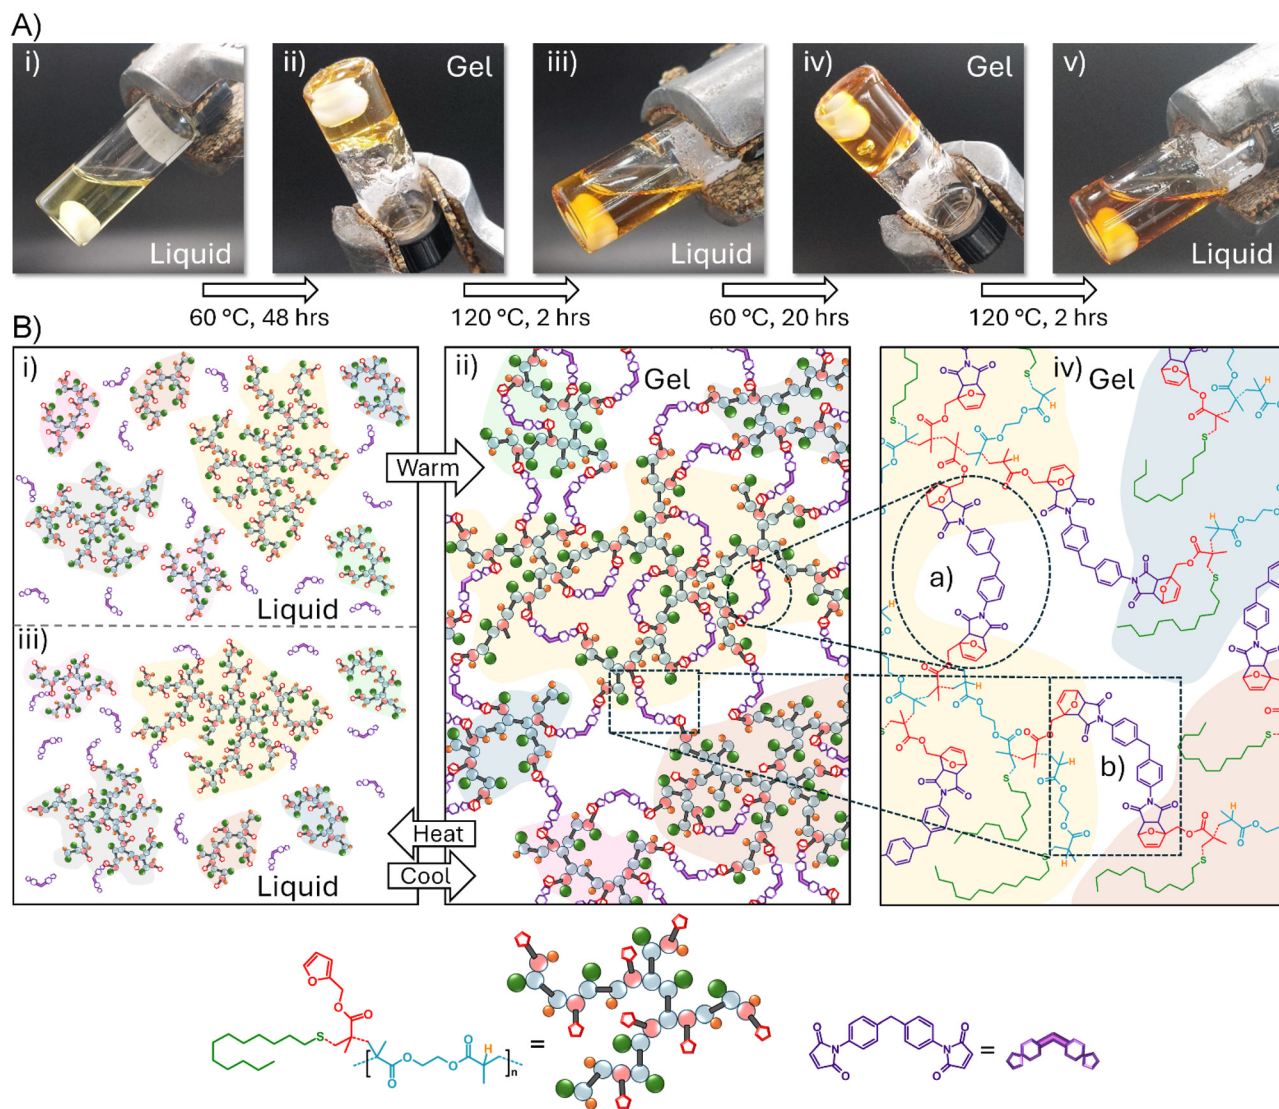 A)
i)
Liquid
ii)
Gel
iii)
Liquid
iv)
Gel
v)
Liquid
60 °C, 48 hrs
120 °C, 2 hrs
60 °C, 20 hrs
120 °C, 2 hrs
B)
i)
Liquid
Warm
iii)
Liquid
Heat
Cool
ii)
Gel
iv)
Gel
a)
b)
O
O
O
S
O
O
H
n
=
O
N
O
O
N
O
=